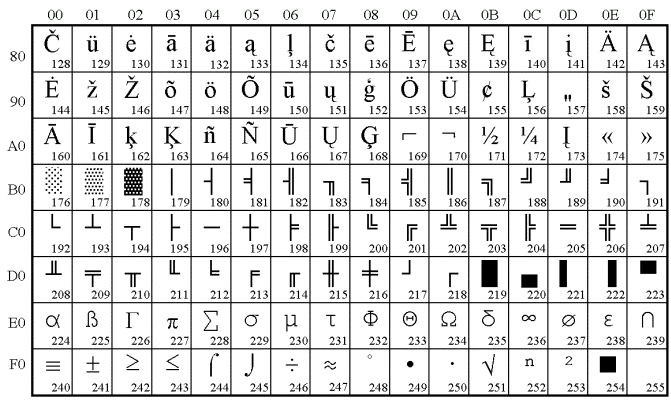 00 01 02 03 04 05 06 07 08 09 0A 0B 0C 0D 0E 0F
80 Č ü ė ā ä ą ļ č ē Ē ę Ę ī į Ä Ą
128 129 130 131 132 133 134 135 136 137 138 139 140 141 142 143
90 Ė ž Ž õ ö Õ ū ų ģ Ö Ü ¢ Ļ „ š Š
144 145 146 147 148 149 150 151 152 153 154 155 156 157 158 159
A0 Ā Ī ķ Ķ ñ Ñ Ū Ų Ģ ⌐ ¬ ½ ¼ Į « »
160 161 162 163 164 165 166 167 168 169 170 171 172 173 174 175
B0 ░ ▒ ▓ │ ┤ ╡ ╢ ╖ ╕ ╣ ║ ╗ ╝ ╜ ╛ ┐
176 177 178 179 180 181 182 183 184 185 186 187 188 189 190 191
C0 └ ┴ ┬ ├ ─ ┼ ╞ ╟ ╚ ╔ ╩ ╦ ╠ ═ ╬ ╧
192 193 194 195 196 197 198 199 200 201 202 203 204 205 206 207
D0 ╨ ╤ ╥ ╙ ╘ ╒ ╓ ╫ ╪ ┘ ┌ █ ▄ ▌ ▐ ▀
208 209 210 211 212 213 214 215 216 217 218 219 220 221 222 223
E0 α ß Γ π Σ σ µ τ Φ Θ Ω δ ∞ ø ε ∩
224 225 226 227 228 229 230 231 232 233 234 235 236 237 238 239
F0 ≡ ± ≥ ≤ ⌠ ⌡ ÷ ≈ ° • · √ ⁿ ² ■
240 241 242 243 244 245 246 247 248 249 250 251 252 253 254 255